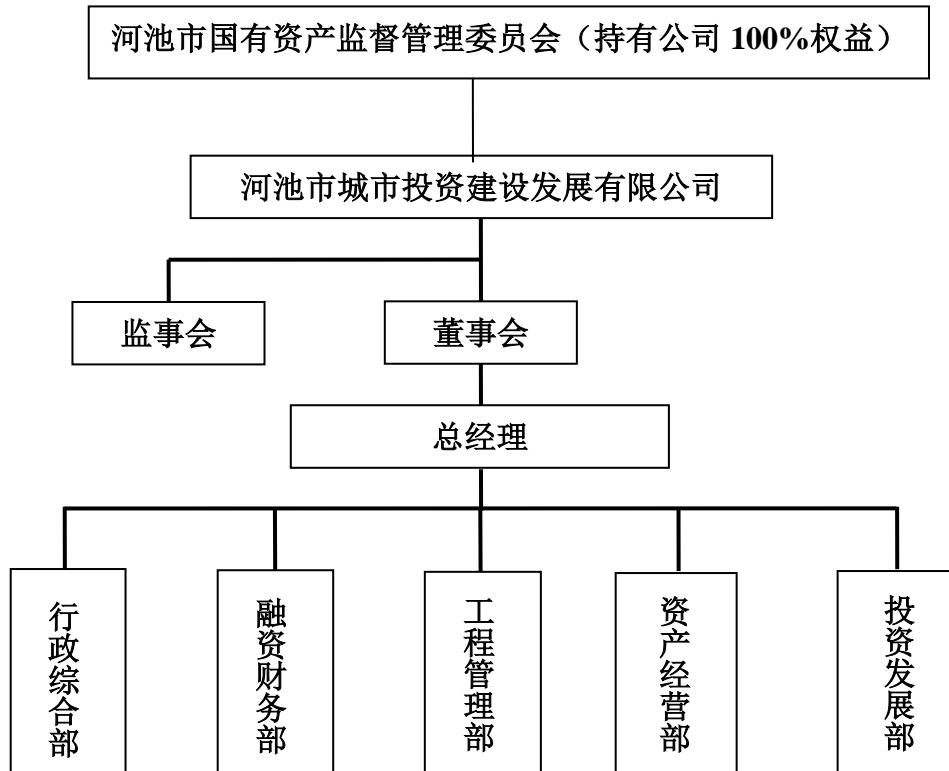 河池市国有资产监督管理委员会（持有公司 100%权益）
河池市城市投资建设发展有限公司
监事会
董事会
总经理
行政综合部
融资财务部
工程管理部
资产经营部
投资发展部